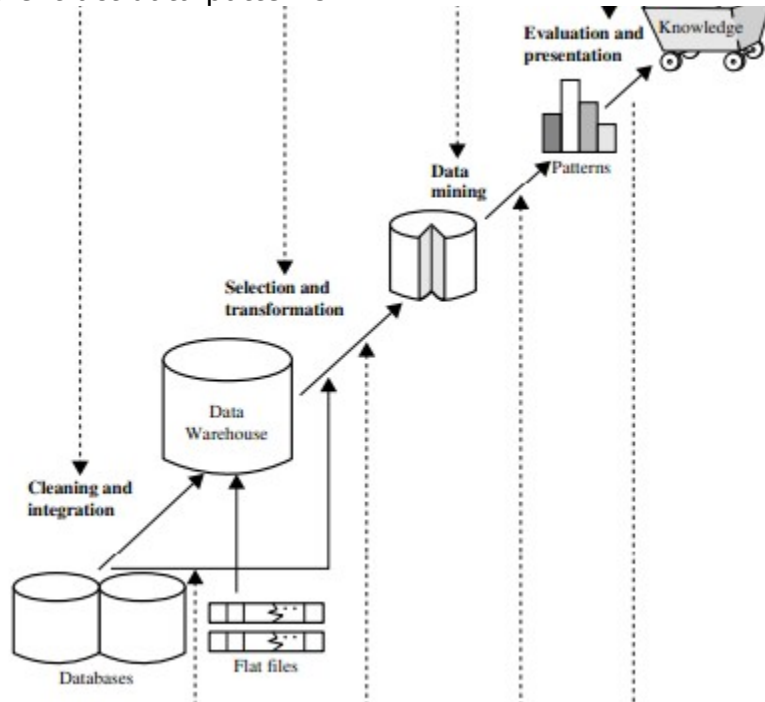 Evaluation and
presentation
Knowledge
Patterns
Data
mining
Selection and
transformation
Data
Warehouse
Cleaning and
integration
Databases
Flat files